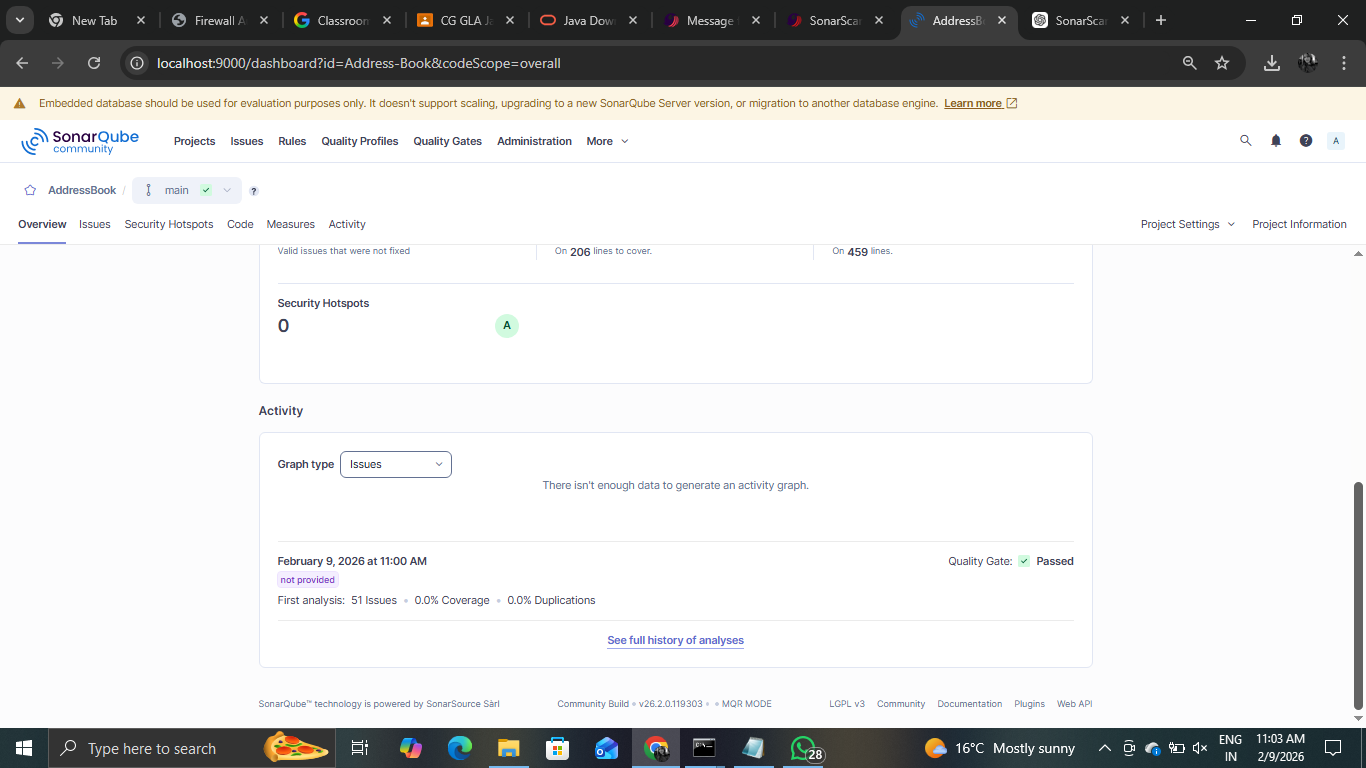 New Tab
Firewall A
Classroom
CG GLA Ja
Java Dow
Message
SonarSca
AddressB
SonarSca
localhost:9000/dashboard?id=Address-Book&codeScope=overall
Embedded database should be used for evaluation purposes only. It doesn't support scaling, upgrading to a new SonarQube Server version, or migration to another database engine. Learn more
SonarQube
community
Projects Issues Rules Quality Profiles Quality Gates Administration More
? A
AddressBook / main ?
Overview Issues Security Hotspots Code Measures Activity Project Settings Project Information
Valid issues that were not fixed On 206 lines to cover. On 459 lines.
Security Hotspots
0 A
Activity
Graph type Issues
There isn't enough data to generate an activity graph.
February 9, 2026 at 11:00 AM Quality Gate: Passed
not provided
First analysis: 51 Issues • 0.0% Coverage • 0.0% Duplications
See full history of analyses
SonarQube™ technology is powered by SonarSource Sàrl Community Build • v26.2.0.119303 • • MQR MODE LGPL v3 Community Documentation Plugins Web API
Type here to search
28
16°C Mostly sunny
ENG
IN
11:03 AM
2/9/2026